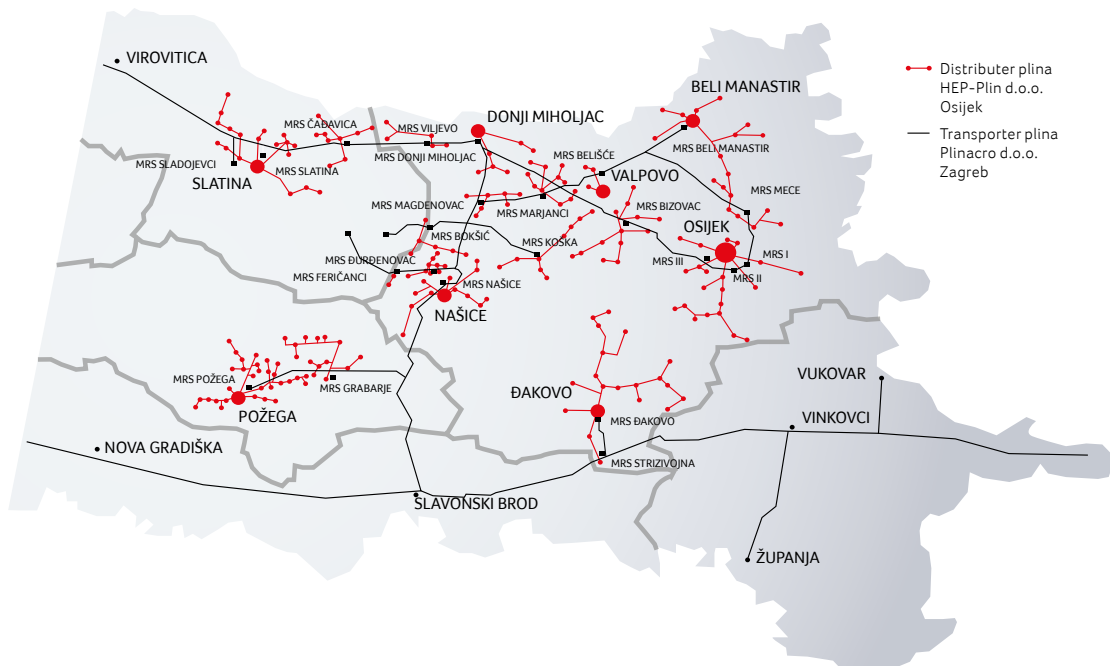 VIROVITICA
BELI MANASTIR
Distributer plina
HEP-Plin d.o.o.
Osijek
Transporter plina
Plinacro d.o.o.
Zagreb
DONJI MIHOLJAC
MRS ČAĐAVICA
MRS VILJEVO
MRS SLADOJEVCI
MRS SLATINA
SLATINA
MRS DONJI MIHOLJAC
MRS BELIŠĆE
MRS BELI MANASTIR
VALPOVO
MRS MECE
MRS MAGDENOVAC
MRS MARJANCI
MRS BIZOVAC
OSIJEK
MRS BOKŠIĆ
MRS KOSKA
MRS ĐURĐENOVAC
MRS FERIČANCI
MRS NAŠICE
NAŠICE
MRS III
MRS I
MRS II
MRS POŽEGA
MRS GRABARJE
POŽEGA
ĐAKOVO
MRS ĐAKOVO
MRS STRIZIVOJNA
VUKOVAR
VINKOVCI
NOVA GRADIŠKA
SLAVONSKI BROD
ŽUPANJA